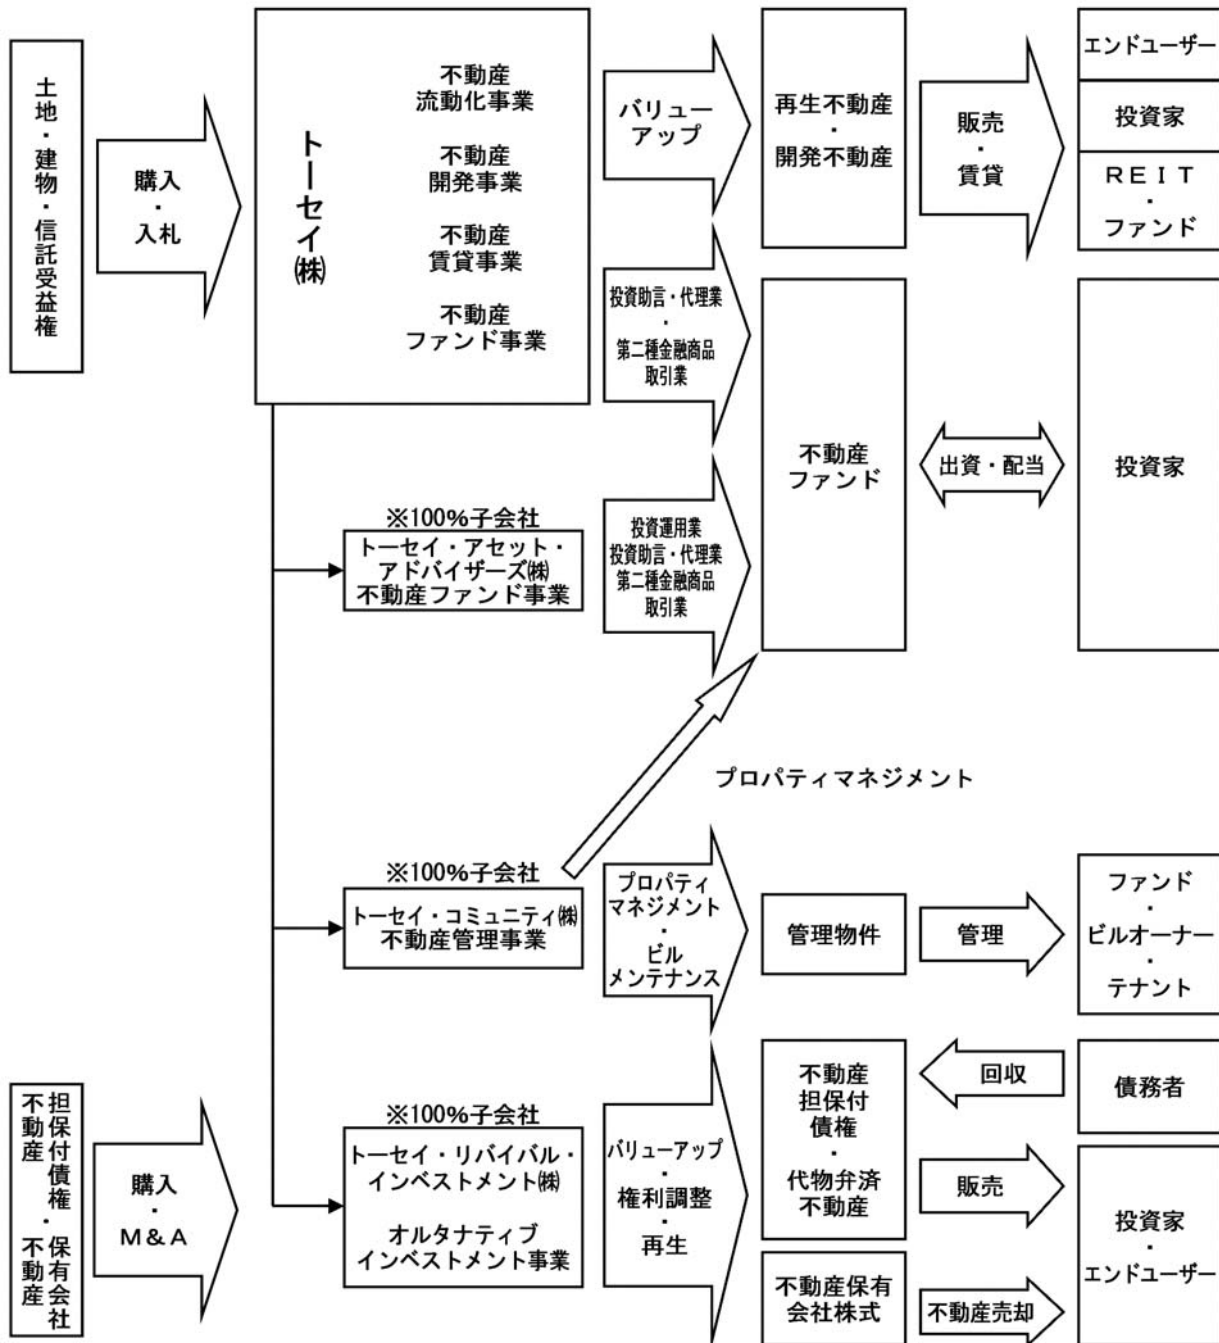 土地・建物・信託受益権
購入
・
入札
トーセイ㈱
不動産
流動化事業
不動産
開発事業
不動産
賃貸事業
不動産
ファンド事業
バリュー
アップ
再生不動産
・
開発不動産
販売
・
賃貸
エンドユーザー
投資家
ＲＥＩＴ
・
ファンド
投資助言・代理業
・
第二種金融商品
取引業
不動産
ファンド
出資・配当
投資家
※100%子会社
トーセイ・アセット・
アドバイザーズ㈱
不動産ファンド事業
投資運用業
投資助言・代理業
第二種金融商品
取引業
プロパティマネジメント
※100%子会社
トーセイ・コミュニティ㈱
不動産管理事業
プロパティ
マネジメント
・
ビル
メンテナンス
管理物件
管理
ファンド
・
ビルオーナー
・
テナント
担保付債権・保有会社
不動産　　　不動産
購入
・
Ｍ＆Ａ
※100%子会社
トーセイ・リバイバル・
インベストメント㈱
オルタナティブ
インベストメント事業
バリューアップ
・
権利調整
・
再生
不動産
担保付
債権
・
代物弁済
不動産
回収
債務者
販売
投資家
・
エンドユーザー
不動産保有
会社株式
不動産売却